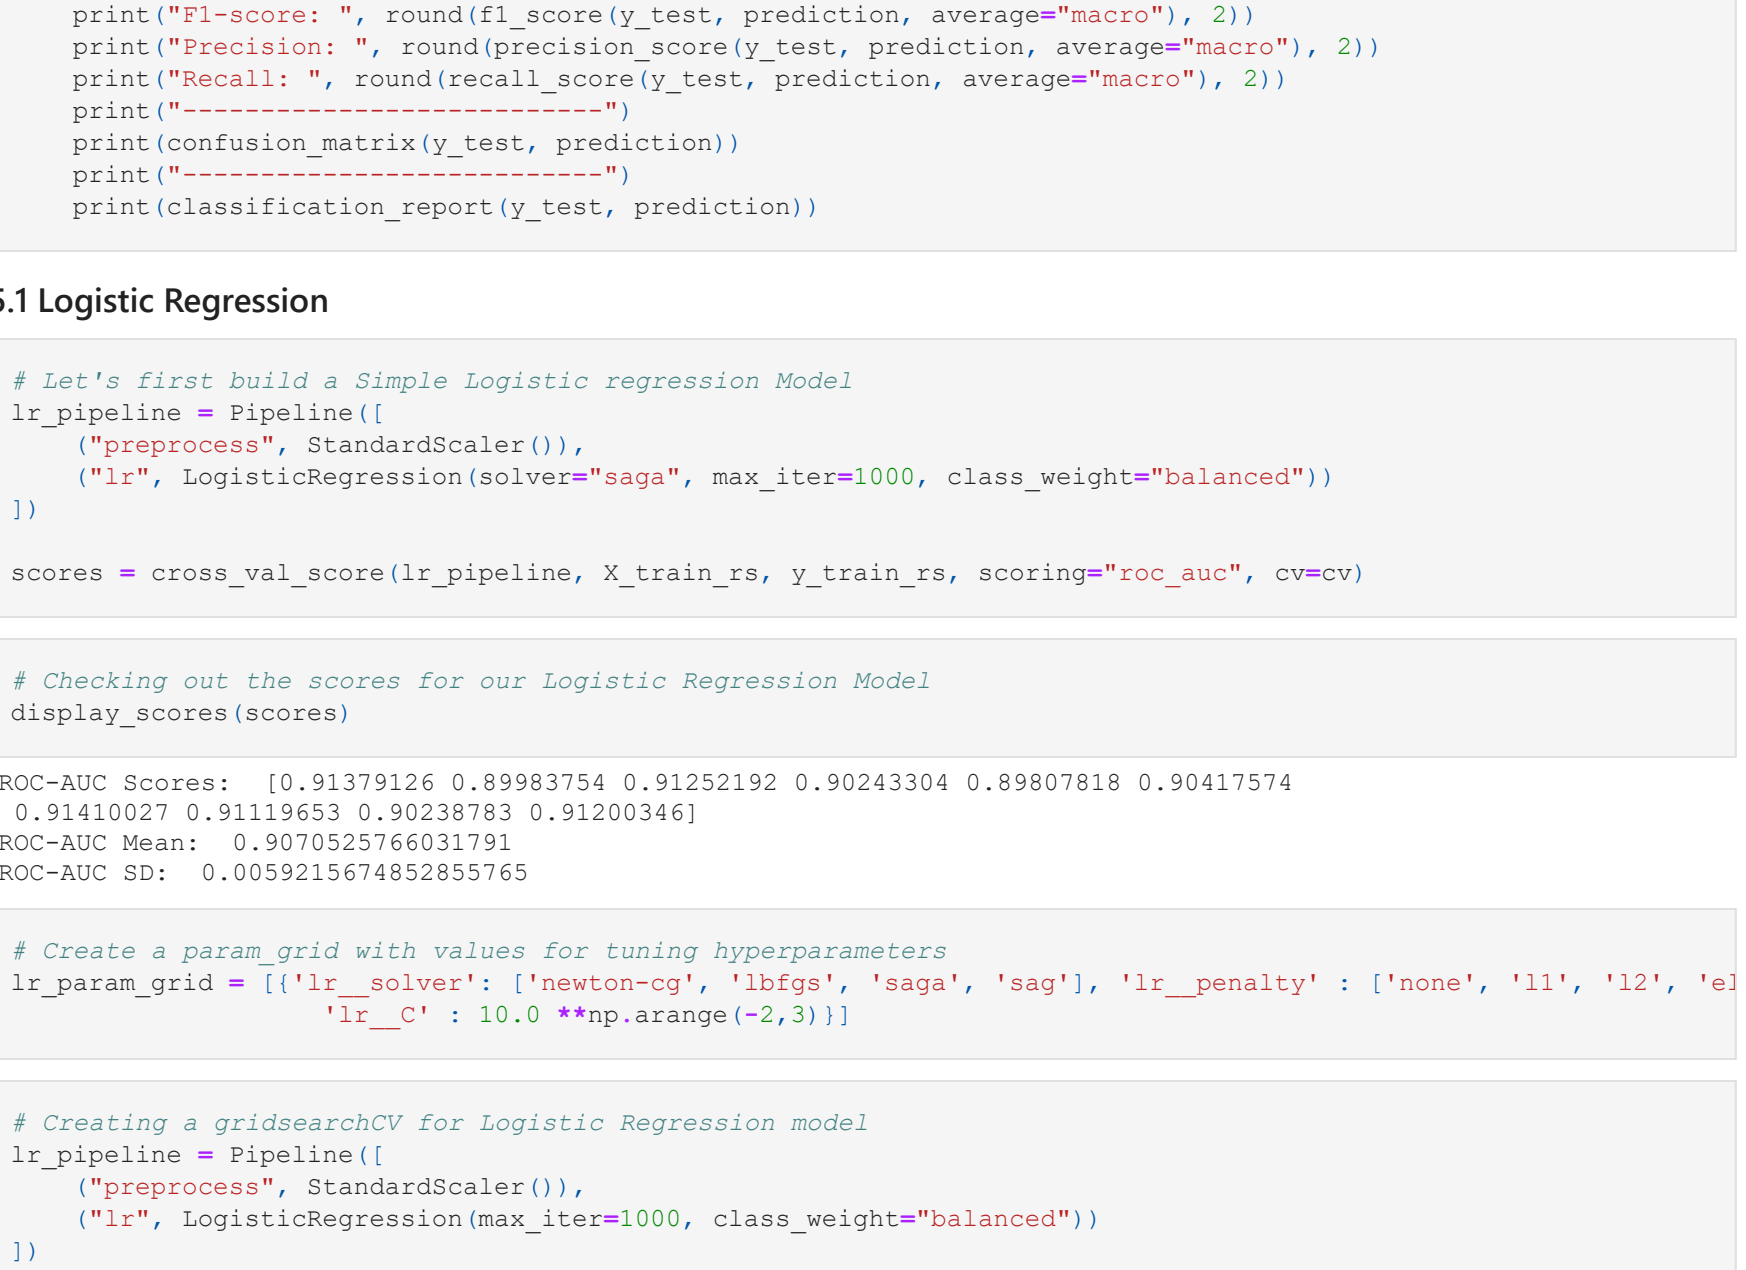 print("F1-score: ", round(f1_score(y_test, prediction, average="macro"), 2))
print("Precision: ", round(precision_score(y_test, prediction, average="macro"), 2))
print("Recall: ", round(recall_score(y_test, prediction, average="macro"), 2))
print("---------------------------")
print(confusion_matrix(y_test, prediction))
print("---------------------------")
print(classification_report(y_test, prediction))
5.1 Logistic Regression
# Let's first build a Simple Logistic regression Model
lr_pipeline = Pipeline([
("preprocess", StandardScaler()),
("lr", LogisticRegression(solver="saga", max_iter=1000, class_weight="balanced"))
])
scores = cross_val_score(lr_pipeline, X_train_rs, y_train_rs, scoring="roc_auc", cv=cv)
# Checking out the scores for our Logistic Regression Model
display_scores(scores)
ROC-AUC Scores:  [0.91379126 0.89983754 0.91252192 0.90243304 0.89807818 0.90417574
0.91410027 0.91119653 0.90238783 0.91200346]
ROC-AUC Mean:  0.9070525766031791
ROC-AUC SD:  0.0059215674852855765
# Create a param_grid with values for tuning hyperparameters
lr_param_grid = [{'lr__solver': ['newton-cg', 'lbfgs', 'saga', 'sag'], 'lr__penalty' : ['none', 'l1', 'l2', 'el
'lr__C' : 10.0 **np.arange(-2,3)}]
# Creating a gridsearchCV for Logistic Regression model
lr_pipeline = Pipeline([
("preprocess", StandardScaler()),
("lr", LogisticRegression(max_iter=1000, class_weight="balanced"))
])